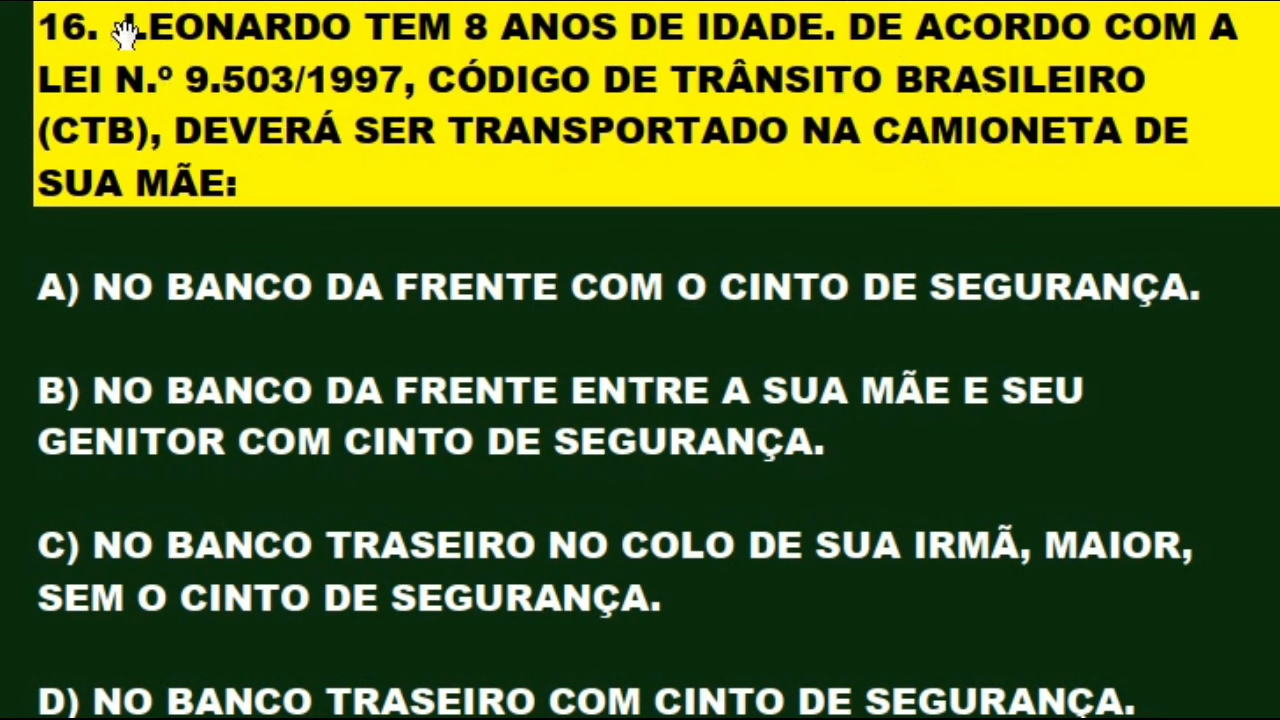 16. LEONARDO TEM 8 ANOS DE IDADE. DE ACORDO COM A
LEI N.º 9.503/1997, CÓDIGO DE TRÂNSITO BRASILEIRO
(CTB), DEVERÁ SER TRANSPORTADO NA CAMIONETA DE
SUA MÃE:
A) NO BANCO DA FRENTE COM O CINTO DE SEGURANÇA.
B) NO BANCO DA FRENTE ENTRE A SUA MÃE E SEU
GENITOR COM CINTO DE SEGURANÇA.
C) NO BANCO TRASEIRO NO COLO DE SUA IRMÃ, MAIOR,
SEM O CINTO DE SEGURANÇA.
D) NO BANCO TRASEIRO COM CINTO DE SEGURANÇA.